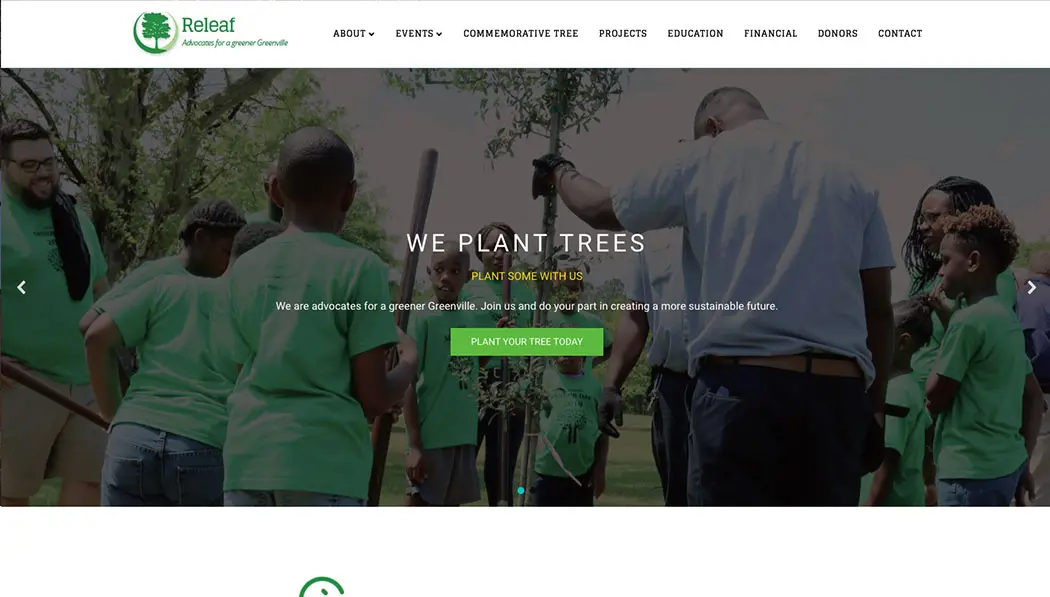 Releaf
Advocates for a greener Greenville
ABOUT
EVENTS
COMMEMORATIVE TREE
PROJECTS
EDUCATION
FINANCIAL
DONORS
CONTACT
WE PLANT TREES
PLANT SOME WITH US
We are advocates for a greener Greenville. Join us and do your part in creating a more sustainable future.
PLANT YOUR TREE TODAY